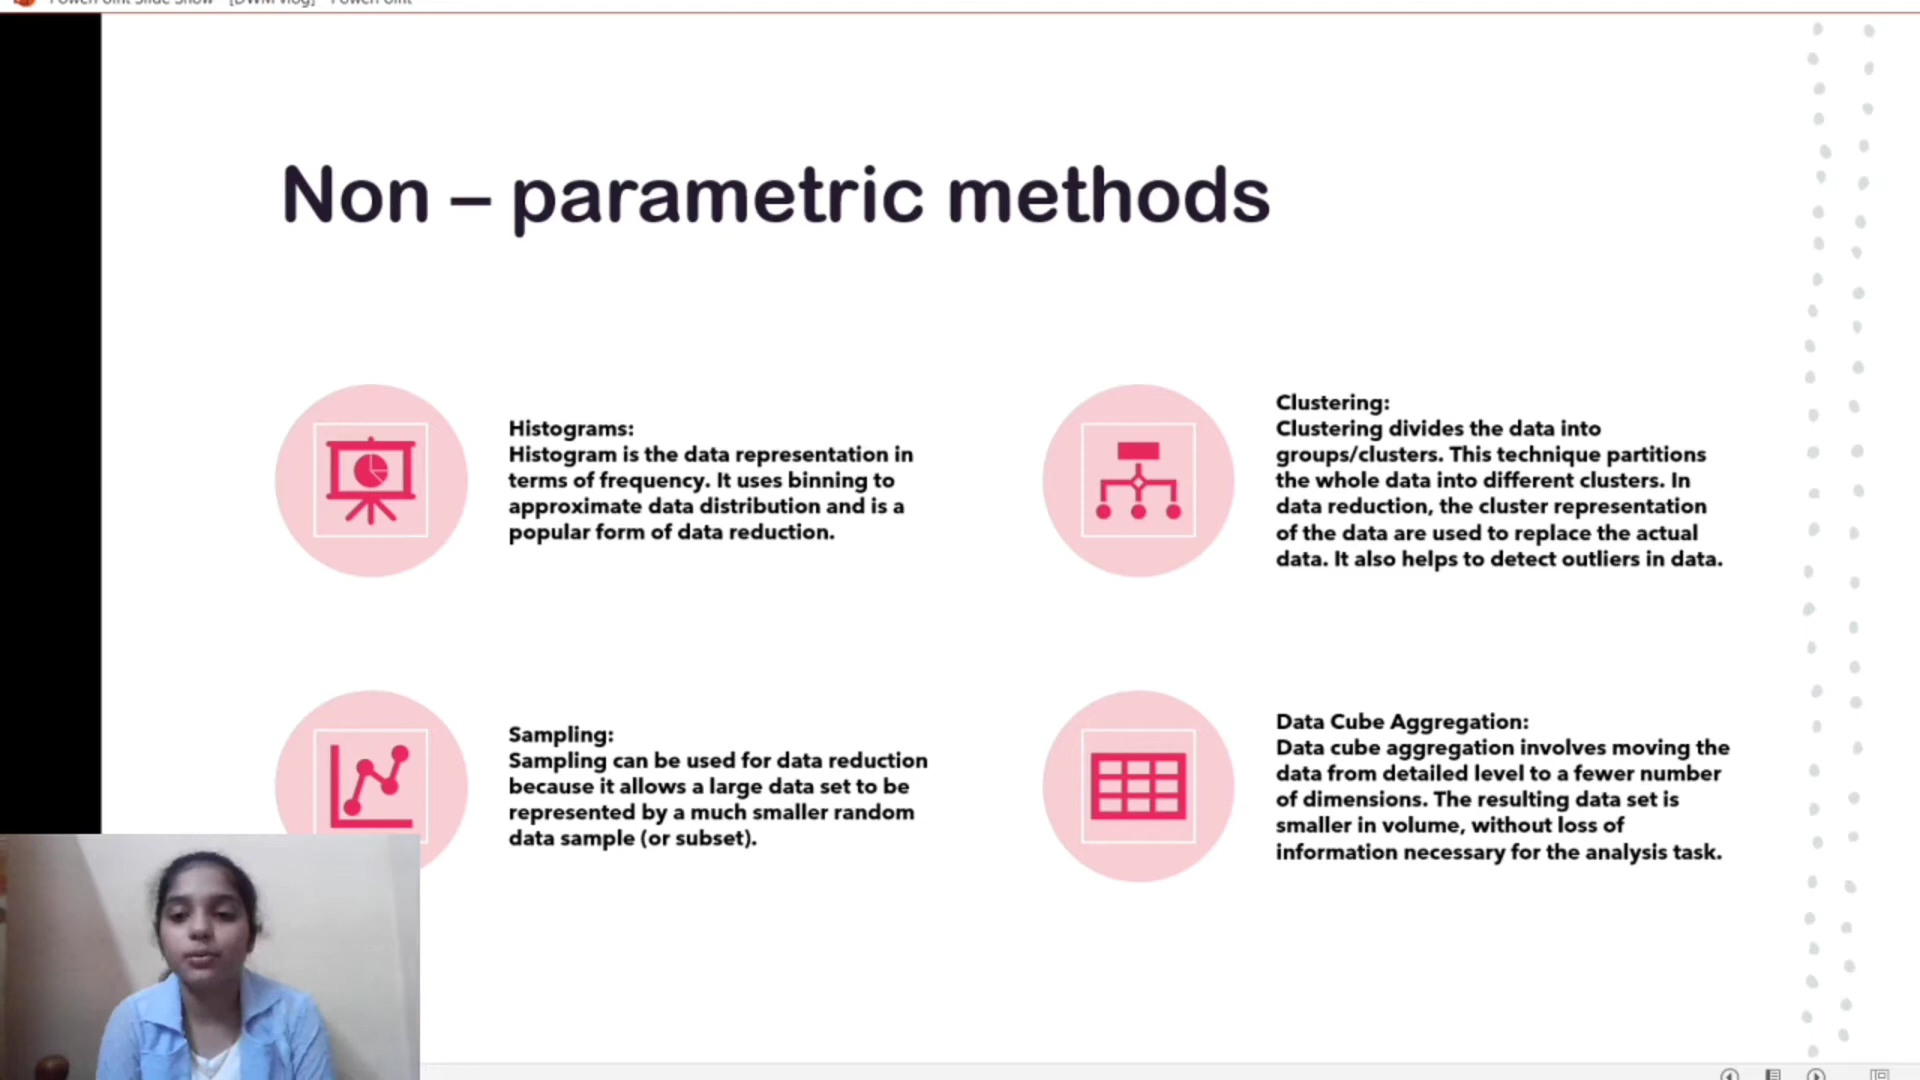 PowerPoint Slide Show - [DWM vlog] - PowerPoint
Non – parametric methods
Histograms:
Histogram is the data representation in
terms of frequency. It uses binning to
approximate data distribution and is a
popular form of data reduction.
Clustering:
Clustering divides the data into
groups/clusters. This technique partitions
the whole data into different clusters. In
data reduction, the cluster representation
of the data are used to replace the actual
data. It also helps to detect outliers in data.
Sampling:
Sampling can be used for data reduction
because it allows a large data set to be
represented by a much smaller random
data sample (or subset).
Data Cube Aggregation:
Data cube aggregation involves moving the
data from detailed level to a fewer number
of dimensions. The resulting data set is
smaller in volume, without loss of
information necessary for the analysis task.